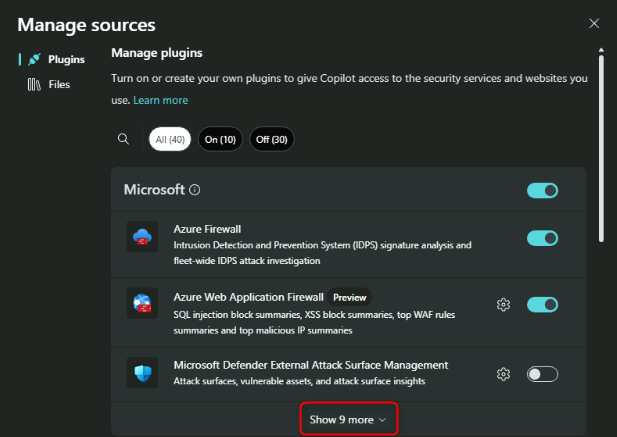 Manage sources
Plugins
Files
Manage plugins
Turn on or create your own plugins to give Copilot access to the security services and websites you
use. Learn more
All (40)
On (10)
Off (30)
Microsoft
Azure Firewall
Intrusion Detection and Prevention System (IDPS) signature analysis and
fleet-wide IDPS attack investigation
Azure Web Application Firewall Preview
SQL injection block summaries, XSS block summaries, top WAF rules
summaries and top malicious IP summaries
Microsoft Defender External Attack Surface Management
Attack surfaces, vulnerable assets, and attack surface insights
Show 9 more